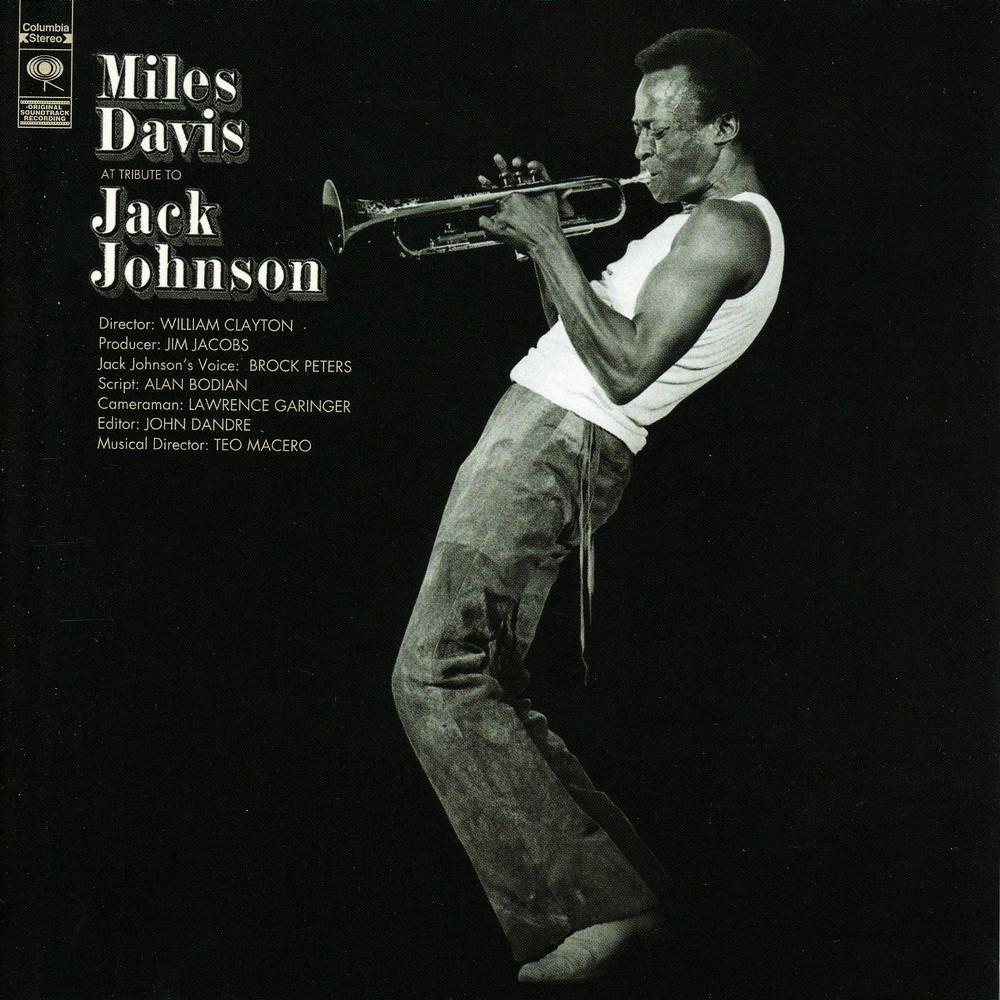 Columbia
Stereo
ORIGINAL
SOUNDTRACK
RECORDING
Miles
Davis
AT TRIBUTE TO
Jack
Johnson
Director: WILLIAM CLAYTON
Producer: JIM JACOBS
Jack Johnson's Voice: BROCK PETERS
Script: ALAN BODIAN
Cameraman: LAWRENCE GARINGER
Editor: JOHN DANDRE
Musical Director: TEO MACERO